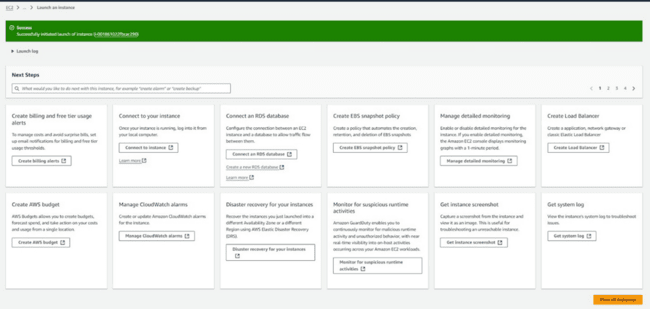 ... > Launch an instance
Success
Successfully initiated launch of instance
Launch log
Next Steps
What would you like to do next with this instance, for example "create alarm" or "create backup"
1 2 3 4
Create billing and free tier usage
alerts
To manage costs and avoid surprise bills, set
up email notifications for billing and free tier
usage thresholds.
Create billing alerts
Connect to your instance
Once your instance is running, log into it from
your local computer.
Connect to instance
Learn more
Connect an RDS database
Configure the connection between an EC2
instance and a database to allow traffic flow
between them.
Connect an RDS database
Create a new RDS database
Learn more
Create EBS snapshot policy
Create a policy that automates the creation,
retention, and deletion of EBS snapshots
Create EBS snapshot policy
Manage detailed monitoring
Enable or disable detailed monitoring for the
instance. If you enable detailed monitoring,
the Amazon EC2 console displays monitoring
graphs with a 1-minute period.
Manage detailed monitoring
Create Load Balancer
Create a application, network gateway or
classic Elastic Load Balancer
Create Load Balancer
Create AWS budget
AWS Budgets allows you to create budgets,
forecast spend, and take action on your costs
and usage from a single location.
Create AWS budget
Manage CloudWatch alarms
Create or update Amazon CloudWatch alarms
for the instance.
Manage CloudWatch alarms
Disaster recovery for your instances
Recover the instances you just launched into a
different Availability Zone or a different
Region using AWS Elastic Disaster Recovery
(DRS).
Disaster recovery for your instances
Monitor for suspicious runtime
activities
Amazon GuardDuty enables you to
continuously monitor for malicious runtime
activity and unauthorized behavior, with near
real-time visibility into on-host activities
occurring across your Amazon EC2 workloads.
Monitor for suspicious runtime
activities
Get instance screenshot
Capture a screenshot from the instance and
view it as an image. This is useful for
troubleshooting an unreachable instance.
Get instance screenshot
Get system log
View the instance's system log to troubleshoot
issues.
Get system log
View all